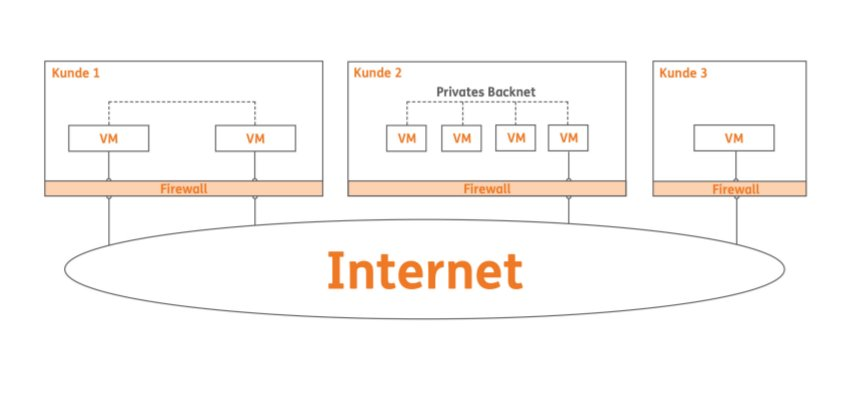 Kunde 1
VM
VM
Firewall
Kunde 2
Privates Backnet
VM
VM
VM
VM
Firewall
Kunde 3
VM
Firewall
Internet